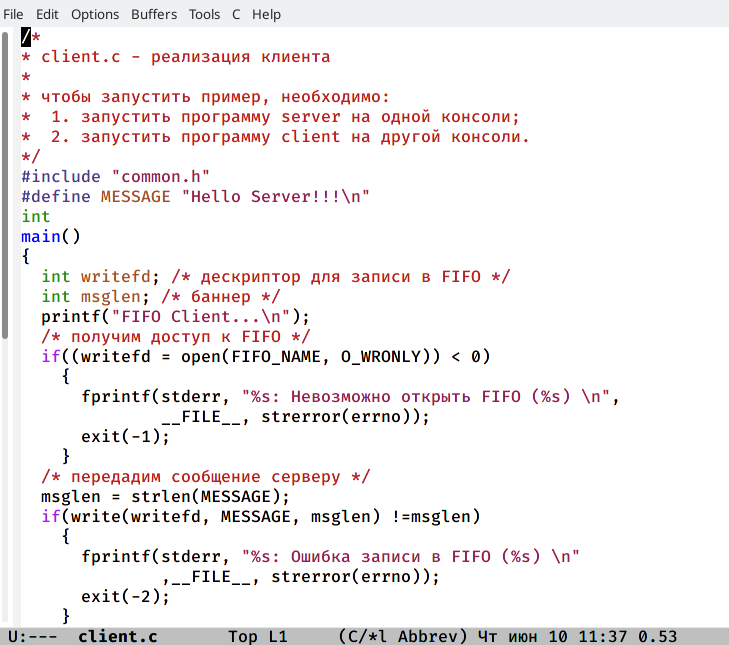 File Edit Options Buffers Tools C Help
/*
* client.c - реализация клиента
*
* чтобы запустить пример, необходимо:
*  1. запустить программу server на одной консоли;
*  2. запустить программу client на другой консоли.
*/
#include "common.h"
#define MESSAGE "Hello Server!!!\n"
int
main()
{
  int writefd; /* дескриптор для записи в FIFO */
  int msglen; /* баннер */
  printf("FIFO Client...\n");
  /* получим доступ к FIFO */
  if((writefd = open(FIFO_NAME, O_WRONLY)) < 0)
    {
      fprintf(stderr, "%s: Невозможно открыть FIFO (%s) \n",
              __FILE__, strerror(errno));
      exit(-1);
    }
  /* передадим сообщение серверу */
  msglen = strlen(MESSAGE);
  if(write(writefd, MESSAGE, msglen) !=msglen)
    {
      fprintf(stderr, "%s: Ошибка записи в FIFO (%s) \n"
              ,__FILE__, strerror(errno));
      exit(-2);
    }
U:---  client.c       Top L1     (C/*l Abbrev) Чт июн 10 11:37 0.53